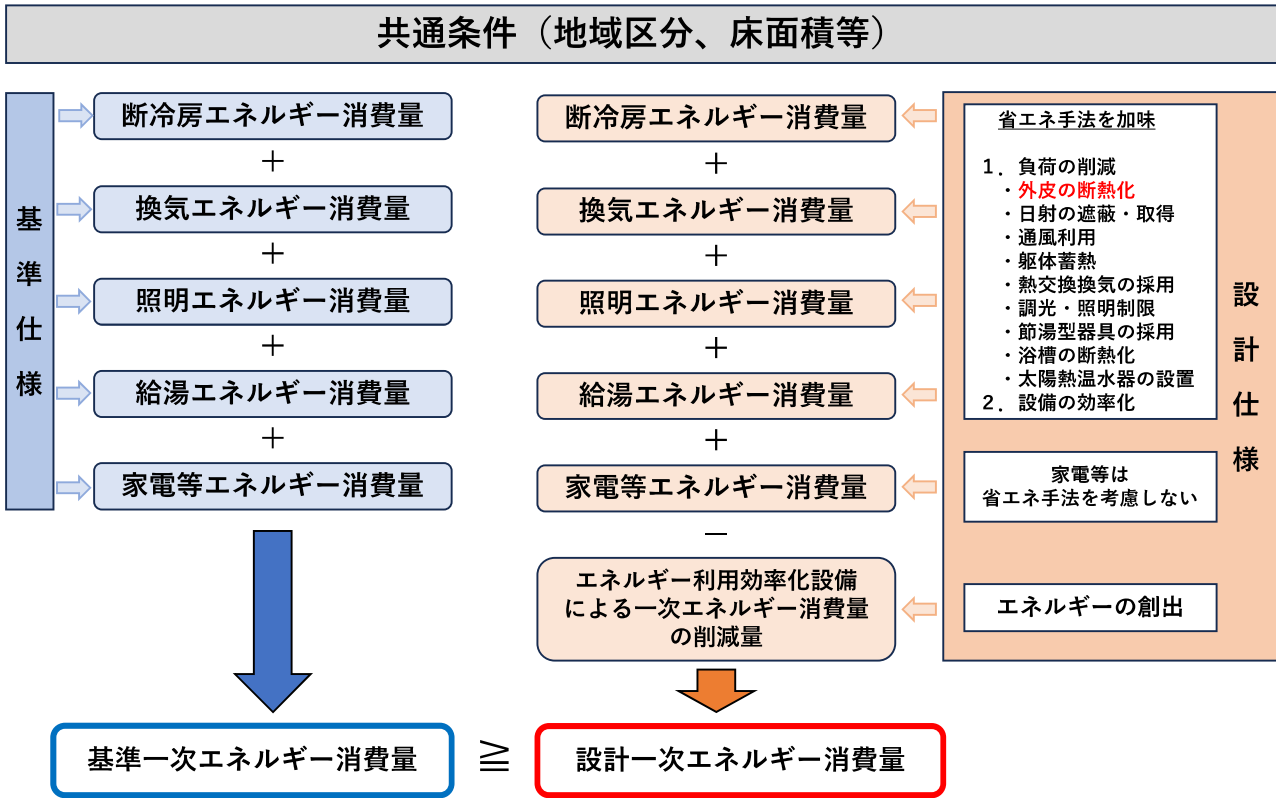 共通条件（地域区分、床面積等）
基準仕様
断冷房エネルギー消費量
＋
換気エネルギー消費量
＋
照明エネルギー消費量
＋
給湯エネルギー消費量
＋
家電等エネルギー消費量
基準一次エネルギー消費量
≧
断冷房エネルギー消費量
＋
換気エネルギー消費量
＋
照明エネルギー消費量
＋
給湯エネルギー消費量
＋
家電等エネルギー消費量
－
エネルギー利用効率化設備
による一次エネルギー消費量
の削減量
設計一次エネルギー消費量
省エネ手法を加味
１．負荷の削減
・外皮の断熱化
・日射の遮蔽・取得
・通風利用
・躯体蓄熱
・熱交換換気の採用
・調光・照明制限
・節湯型器具の採用
・浴槽の断熱化
・太陽熱温水器の設置
２．設備の効率化
家電等は
省エネ手法を考慮しない
エネルギーの創出
設計仕様